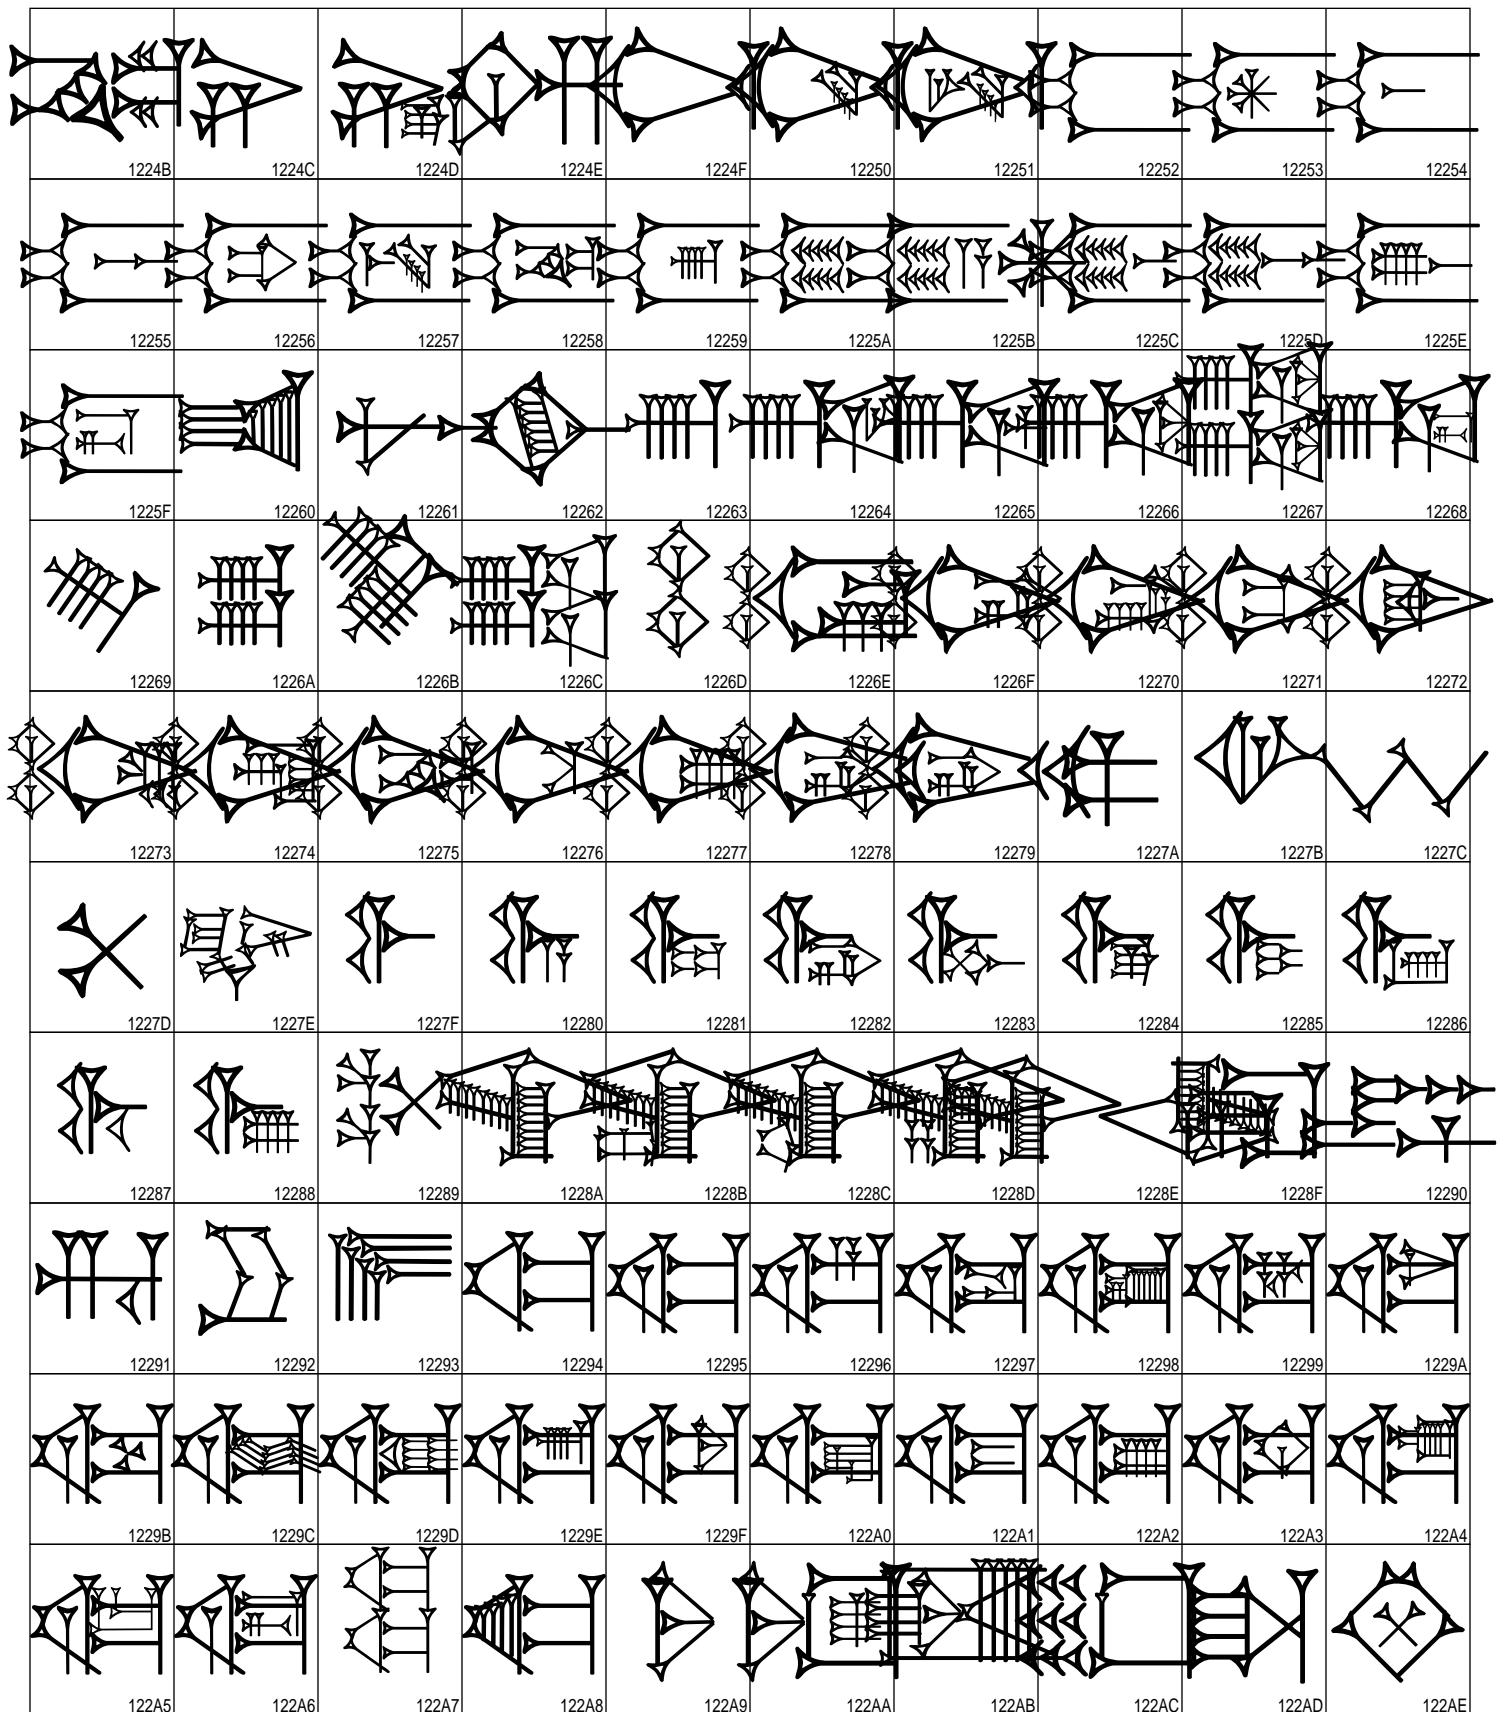 𒉋 𒉌 𒉍 𒉎 𒉏 𒉐 𒉑 𒉒 𒉓 𒉔
1224B 1224C 1224D 1224E 1224F 12250 12251 12252 12253 12254
𒉕 𒉖 𒉗 𒉘 𒉙 𒉚 𒉛 𒉜 𒉝 𒉞
12255 12256 12257 12258 12259 1225A 1225B 1225C 1225D 1225E
𒉟 𒉠 𒉡 𒉢 𒉣 𒉤 𒉥 𒉦 𒉧 𒉨
1225F 12260 12261 12262 12263 12264 12265 12266 12267 12268
𒉩 𒉪 𒉫 𒉬 𒉭 𒉮 𒉯 𒉰 𒉱 𒉲
12269 1226A 1226B 1226C 1226D 1226E 1226F 12270 12271 12272
𒉳 𒉴 𒉵 𒉶 𒉷 𒉸 𒉹 𒉺 𒉻 𒉼
12273 12274 12275 12276 12277 12278 12279 1227A 1227B 1227C
𒉽 𒉾 𒉿 𒊀 𒊁 𒊂 𒊃 𒊄 𒊅 𒊆
1227D 1227E 1227F 12280 12281 12282 12283 12284 12285 12286
𒊇 𒊈 𒊉 𒊊 𒊋 𒊌 𒊍 𒊎 𒊏 𒊐
12287 12288 12289 1228A 1228B 1228C 1228D 1228E 1228F 12290
𒊑 𒊒 𒊓 𒊔 𒊕 𒊖 𒊗 𒊘 𒊙 𒊚
12291 12292 12293 12294 12295 12296 12297 12298 12299 1229A
𒊛 𒊜 𒊝 𒊞 𒊟 𒊠 𒊡 𒊢 𒊣 𒊤
1229B 1229C 1229D 1229E 1229F 122A0 122A1 122A2 122A3 122A4
𒊥 𒊦 𒊧 𒊨 𒊩 𒊪 𒊫 𒊬 𒊭 𒊮
122A5 122A6 122A7 122A8 122A9 122AA 122AB 122AC 122AD 122AE